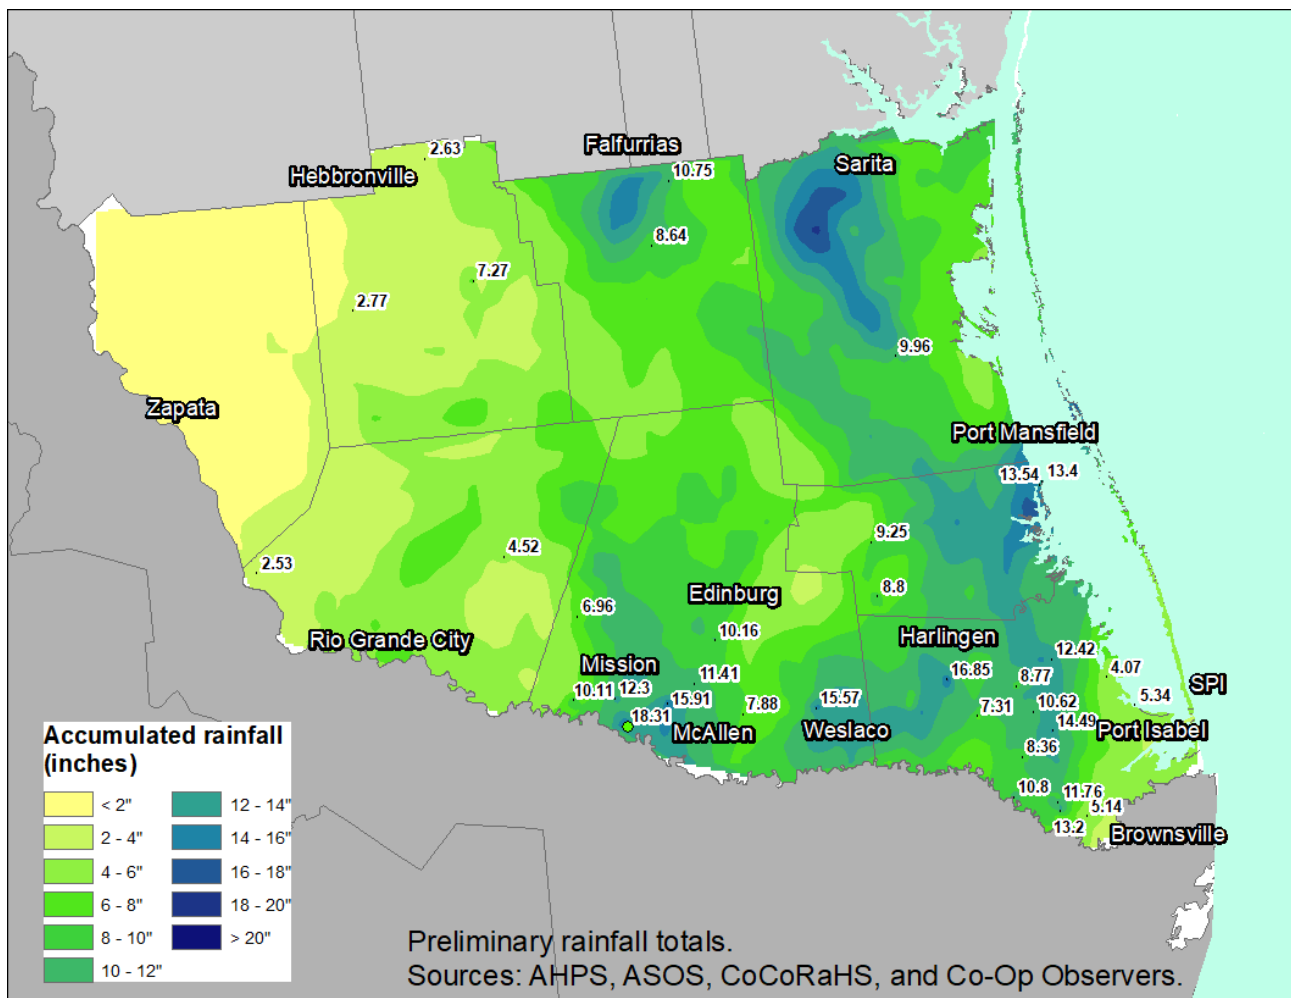 2.63
Falfurrias
Hebbronville
10.75
Sarita
8.64
7.27
2.77
9.96
Zapata
Port Mansfield
13.54
13.4
9.25
4.52
2.53
8.8
Edinburg
6.96
10.16
Harlingen
Rio Grande City
Mission
12.42
11.41
16.85
8.77
4.07
SPI
10.11
12.3
15.91
15.57
7.88
7.31
10.62
5.34
18.31
14.49
McAllen
Weslaco
Port Isabel
8.36
10.8
11.76
5.14
13.2
Brownsville
Accumulated rainfall
(inches)
< 2"
2 - 4"
4 - 6"
6 - 8"
8 - 10"
10 - 12"
12 - 14"
14 - 16"
16 - 18"
18 - 20"
> 20"
Preliminary rainfall totals.
Sources: AHPS, ASOS, CoCoRaHS, and Co-Op Observers.